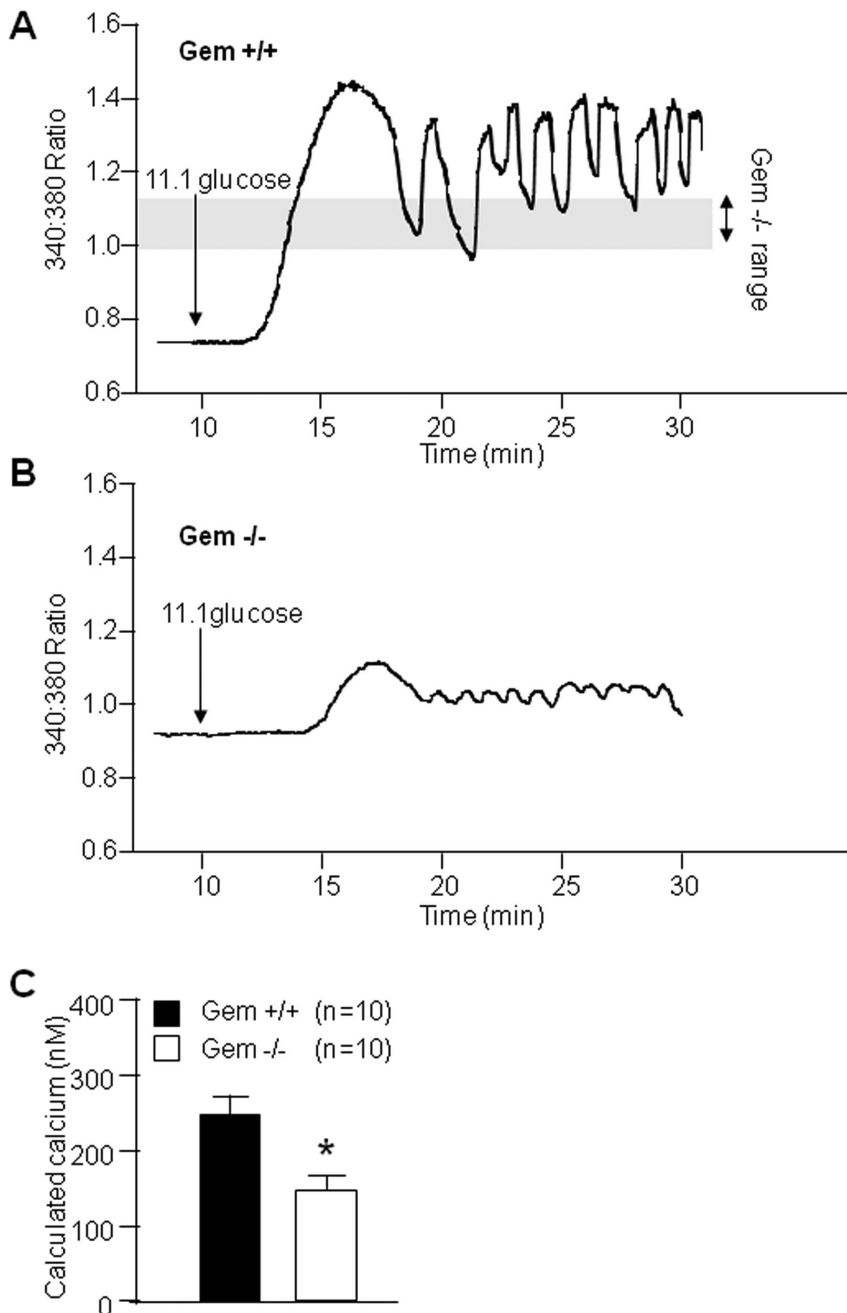 A
Gem +/+
11.1 glucose
340:380 Ratio
1.6
1.4
1.2
1.0
0.8
0.6
Gem -/- range
10 15 20 25 30
Time (min)
B
Gem -/-
11.1glucose
340:380 Ratio
1.6
1.4
1.2
1.0
0.8
0.6
10 15 20 25 30
Time (min)
C
Calculated calcium (nM)
400
300
200
100
0
Gem +/+ (n=10)
Gem -/- (n=10)
*